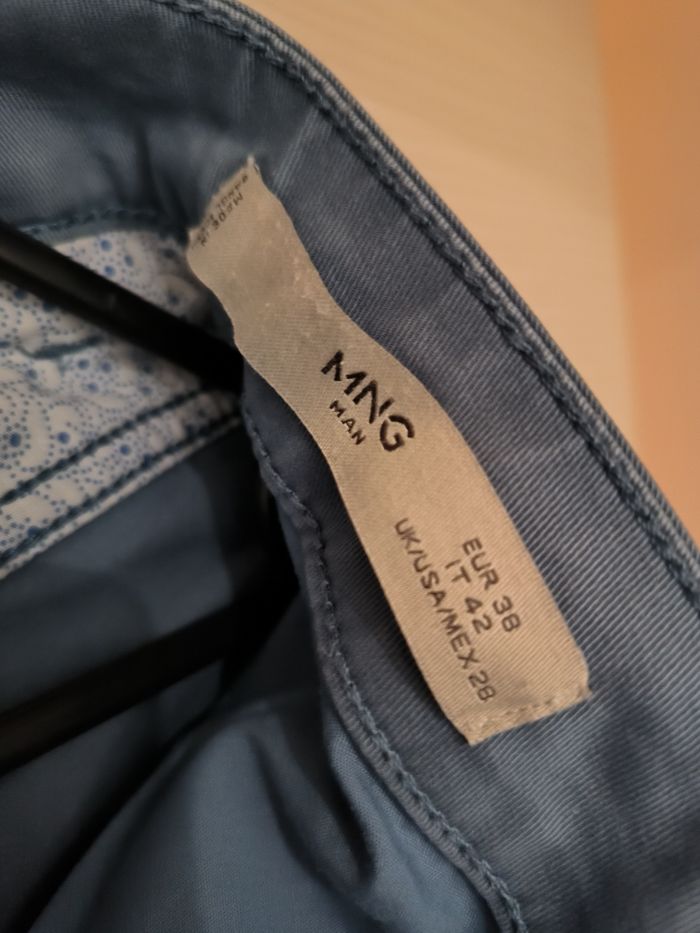 MNG
MAN
EUR 38
IT 42
UK/USA/MEX 28